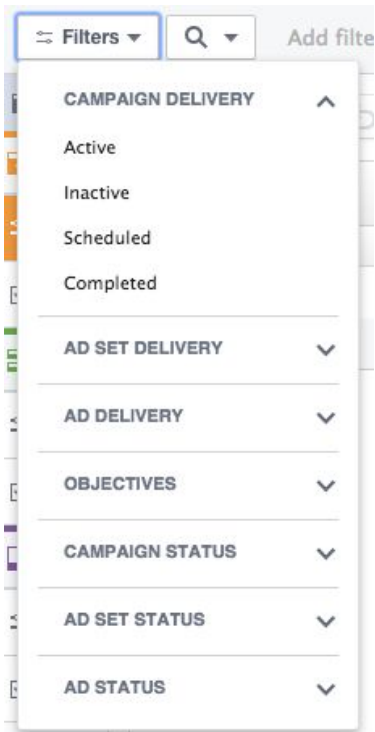 Filters
Add filte
CAMPAIGN DELIVERY
Active
Inactive
Scheduled
Completed
AD SET DELIVERY
AD DELIVERY
OBJECTIVES
CAMPAIGN STATUS
AD SET STATUS
AD STATUS